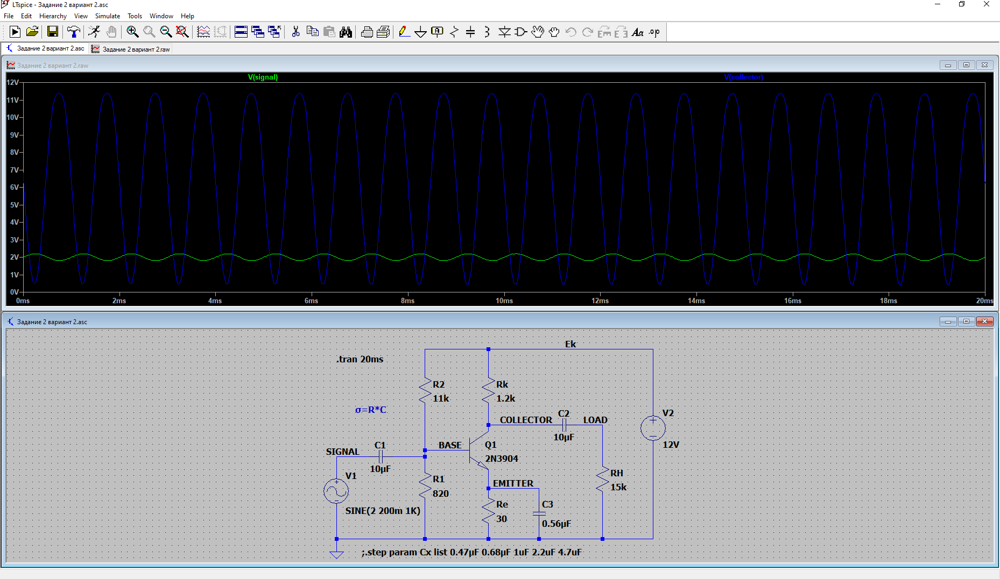 LTspice - Задание 2 вариант 2.asc
File Edit Hierarchy View Simulate Tools Window Help
A Aa .op
Задание 2 вариант 2.asc Задание 2 вариант 2.raw
Задание 2 вариант 2.raw
V(signal) V(collector)
12V
11V
10V
9V
8V
7V
6V
5V
4V
3V
2V
1V
0V
0ms 2ms 4ms 6ms 8ms 10ms 12ms 14ms 16ms 18ms 20ms
Задание 2 вариант 2.asc
Ek
.tran 20ms
R2
11k
Rk
1.2k
σ=R*C
COLLECTOR
C2
10µF
LOAD
V2
12V
SIGNAL
C1
10µF
BASE
Q1
2N3904
V1
SINE(2 200m 1K)
R1
820
EMITTER
RH
15k
Re
30
C3
0.56µF
;.step param Cx list 0.47µF 0.68µF 1uF 2.2uF 4.7uF